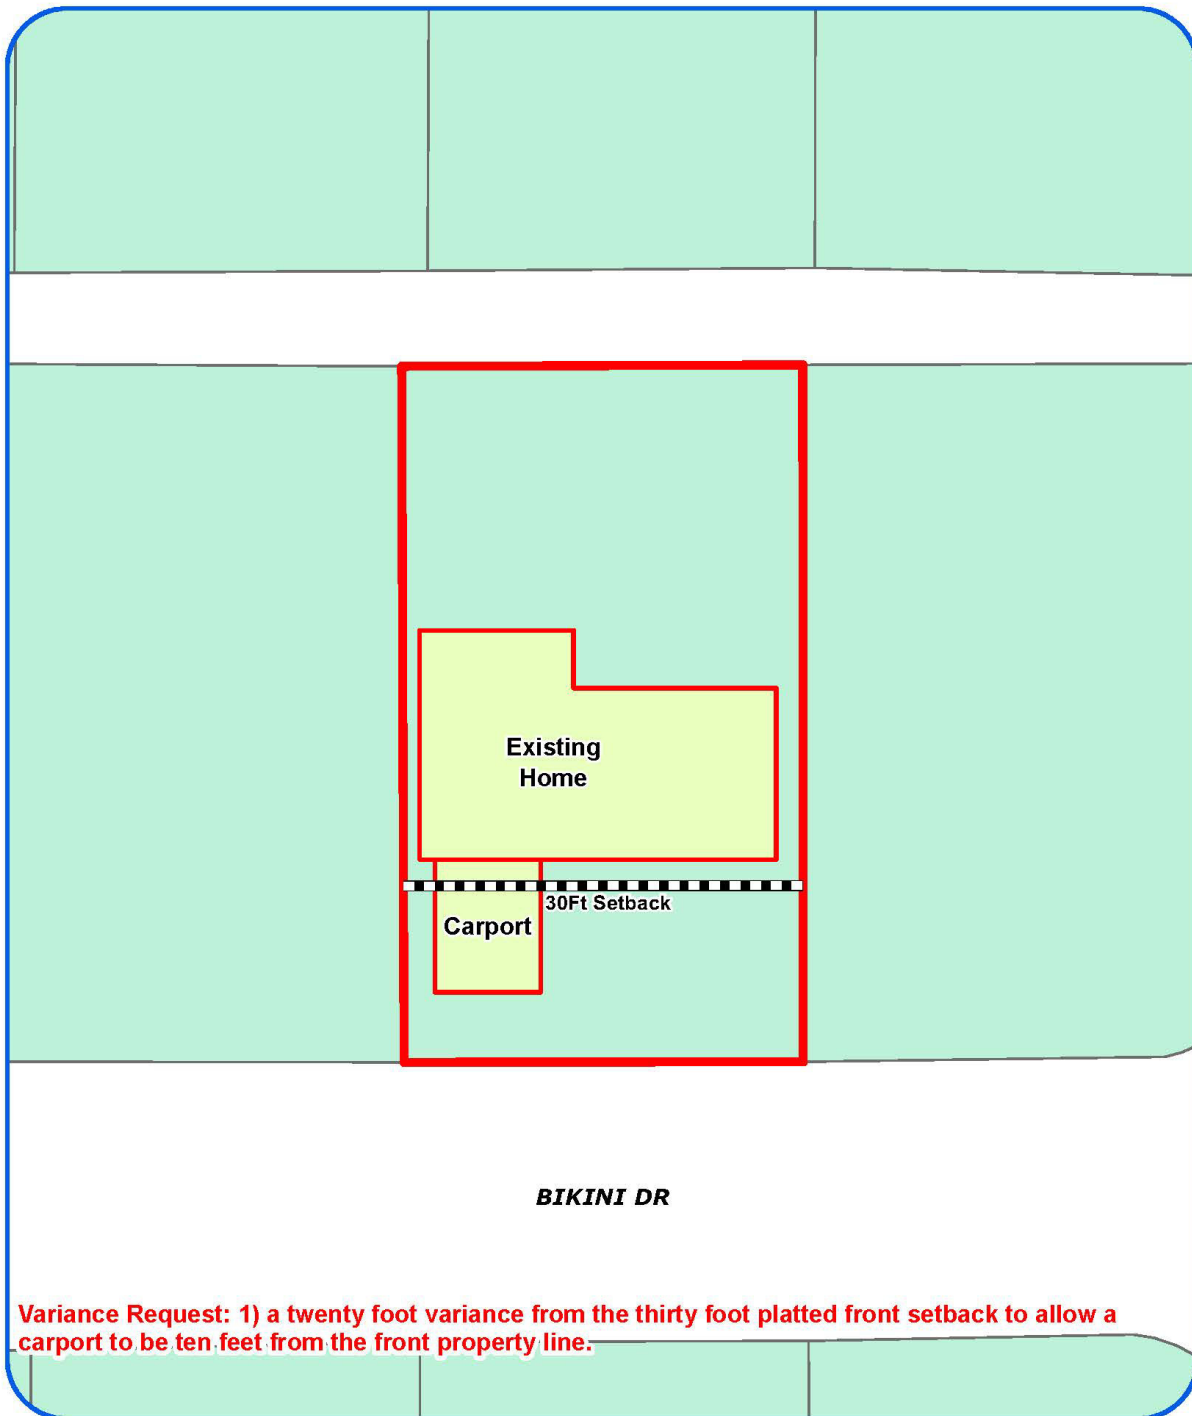 Existing
Home
30Ft Setback
Carport
BIKINI DR
Variance Request: 1) a twenty foot variance from the thirty foot platted front setback to allow a
carport to be ten feet from the front property line.